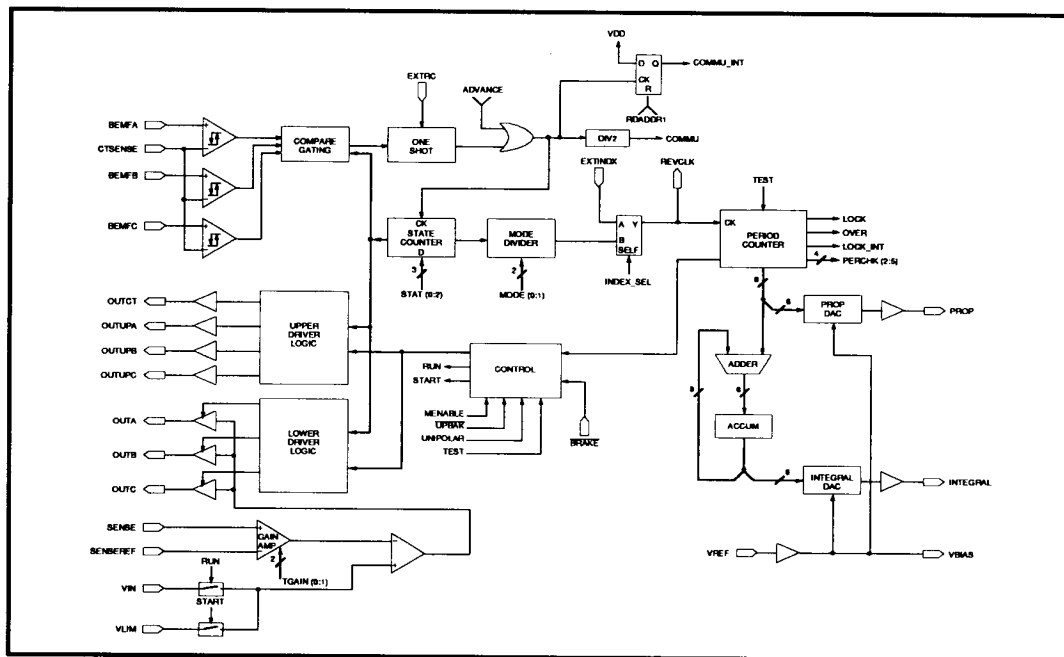 VDD
D Q
COMMU_INT
CK
R
RDADDR1
EXTRC
ADVANCE
BEMFA
CTSENSE
BEMFB
BEMFC
COMPARE
GATING
ONE
SHOT
DIV2
COMMU
EXTINDX
REVCLK
TEST
CK
STATE
COUNTER
D
3
STAT (0:2)
MODE
DIVIDER
2
MODE (0:1)
A Y
B
SELF
INDEX_SEL
CK
PERIOD
COUNTER
LOCK
OVER
LOCK_INT
4
PERCHK (2:5)
OUTCT
OUTUPA
OUTUPB
OUTUPC
UPPER
DRIVER
LOGIC
RUN
START
CONTROL
MENABLE
UPBAK
UNIPOLAR
TEST
BRAKE
PROP
DAC
PROP
ADDER
ACCUM
OUTA
OUTB
OUTC
LOWER
DRIVER
LOGIC
INTEGRAL
DAC
INTEGRAL
SENSE
SENSEREF
GAIN
AMP
2
TGAIN (0:1)
RUN
VIN
START
VLIM
VREF
VBIAS